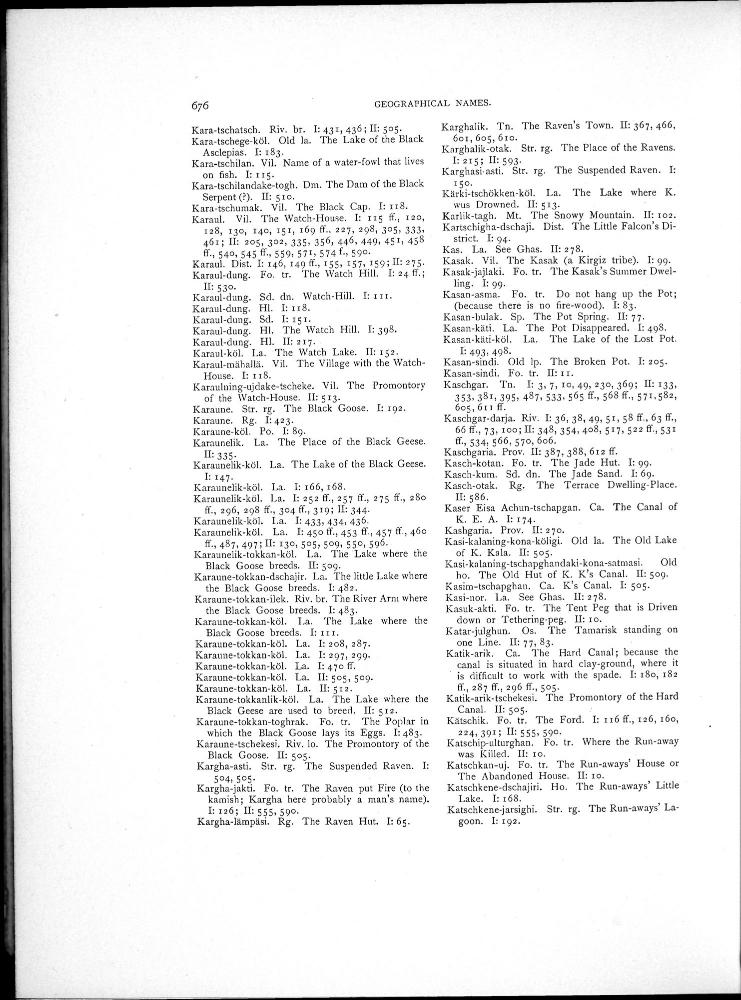 676
GEOGRAPHICAL NAMES.
Kara-tschatsch. Riv. br. I: 431, 436; II: 505.
Kara-tschege-köl. Old la. The Lake of the Black
Asclepias. I: 183.
Kara-tschilan. Vil. Name of a water-fowl that lives
on fish. I: 115.
Kara-tschilandake-togh. Dm. The Dam of the Black
Serpent (?). II: 510.
Kara-tschumak. Vil. The Black Cap. I: 118.
Karaul. Vil. The Watch-House. I: 115 ff., 120,
128, 130, 140, 151, 169 ff., 227, 298, 305, 333,
461; II: 205, 302, 335, 356, 446, 449, 451, 458
ff., 540, 545 ff., 559, 571, 574 f., 590.
Karaul. Dist. I: 146, 149 ff., 155, 157, 159; II: 275.
Karaul-dung. Fo. tr. The Watch Hill. I: 24 ff.;
II: 530.
Karaul-dung. Sd. dn. Watch-Hill. I: 111.
Karaul-dung. Hl. I: 118.
Karaul-dung. Sd. I: 151.
Karaul-dung. Hl. The Watch Hill. I: 398.
Karaul-dung. Hl. II: 217.
Karaul-köl. La. The Watch Lake. II: 152.
Karaul-mähallä. Vil. The Village with the Watch-
House. I: 118.
Karaulning-ujdake-tscheke. Vil. The Promontory
of the Watch-House. II: 513.
Karaune. Str. rg. The Black Goose. I: 192.
Karaune. Rg. I: 423.
Karaune-köl. Po. I: 89.
Karaunelik. La. The Place of the Black Geese.
II: 335.
Karaunelik-köl. La. The Lake of the Black Geese.
I: 147.
Karaunelik-köl. La. I: 166, 168.
Karaunelik-köl. La. I: 252 ff., 257 ff., 275 ff., 280
ff., 296, 298 ff., 304 ff., 319; II: 344.
Karaunelik-köl. La. I: 433, 434, 436.
Karaunelik-köl. La. I: 450 ff., 453 ff., 457 ff., 460
ff., 487, 497; II: 130, 505, 509, 550, 596.
Karaunelik-tokkan-köl. La. The Lake where the
Black Goose breeds. II: 509.
Karaune-tokkan-dschajir. La. The little Lake where
the Black Goose breeds. I: 482.
Karaune-tokkan-ilek. Riv. br. The River Arm where
the Black Goose breeds. I: 483.
Karaune-tokkan-köl. La. The Lake where the
Black Goose breeds. I: 111.
Karaune-tokkan-köl. La. I: 208, 287.
Karaune-tokkan-köl. La. I: 297, 299.
Karaune-tokkan-köl. La. I: 470 ff.
Karaune-tokkan-köl. La. II: 505, 509.
Karaune-tokkan-köl. La. II: 512.
Karaune-tokkanlik-köl. La. The Lake where the
Black Geese are used to breed. II: 512.
Karaune-tokkan-toghrak. Fo. tr. The Poplar in
which the Black Goose lays its Eggs. I: 483.
Karaune-tschekesi. Riv. lo. The Promontory of the
Black Goose. II: 505.
Kargha-asti. Str. rg. The Suspended Raven. I:
504, 505.
Kargha-jakti. Fo. tr. The Raven put Fire (to the
kamish; Kargha here probably a man's name).
I: 126; II: 555, 590.
Kargha-lämpäsi. Rg. The Raven Hut. I: 65.
Karghalik. Tn. The Raven's Town. II: 367, 466,
601, 605, 610.
Karghalik-otak. Str. rg. The Place of the Ravens.
I: 215; II: 593.
Karghasi-asti. Str. rg. The Suspended Raven. I:
150.
Kärki-tschökken-köl. La. The Lake where K.
wus Drowned. II: 513.
Karlik-tagh. Mt. The Snowy Mountain. II: 102.
Kartschigha-dschaji. Dist. The Little Falcon's Di-
strict. I: 94.
Kas. La. See Ghas. II: 278.
Kasak. Vil. The Kasak (a Kirgiz tribe). I: 99.
Kasak-jajlaki. Fo. tr. The Kasak's Summer Dwel-
ling. I: 99.
Kasan-asma. Fo. tr. Do not hang up the Pot;
(because there is no fire-wood). I: 83.
Kasan-bulak. Sp. The Pot Spring. II: 77.
Kasan-käti. La. The Pot Disappeared. I: 498.
Kasan-käti-köl. La. The Lake of the Lost Pot.
I: 493, 498.
Kasan-sindi. Old lp. The Broken Pot. I: 205.
Kasan-sindi. Fo. tr. II: 11.
Kaschgar. Tn. I: 3, 7, 10, 49, 230, 369; II: 133,
353, 381, 395, 487, 533, 565 ff., 568 ff., 571, 582,
605, 611 ff.
Kaschgar-darja. Riv. I: 36, 38, 49, 51, 58 ff., 63 ff.,
66 ff., 73, 100; II: 348, 354, 408, 517, 522 ff., 531
ff., 534, 566, 570, 606.
Kaschgaria. Prov. II: 387, 388, 612 ff.
Kasch-kotan. Fo. tr. The Jade Hut. I: 99.
Kasch-kum. Sd. dn. The Jade Sand. I: 69.
Kasch-otak. Rg. The Terrace Dwelling-Place.
II: 586.
Kaser Eisa Achun-tschapgan. Ca. The Canal of
K. E. A. I: 174.
Kashgaria. Prov. II: 270.
Kasi-kalaning-kona-köligi. Old la. The Old Lake
of K. Kala. II: 505.
Kasi-kalaning-tschapghandaki-kona-satmasi. Old
ho. The Old Hut of K. K's Canal. II: 509.
Kasim-tschapghan. Ca. K's Canal. I: 505.
Kasi-nor. La. See Ghas. II: 278.
Kasuk-akti. Fo. tr. The Tent Peg that is Driven
down or Tethering-peg. II: 10.
Katar-julghun. Os. The Tamarisk standing on
one Line. II: 77, 83.
Katik-arik. Ca. The Hard Canal; because the
canal is situated in hard clay-ground, where it
is difficult to work with the spade. I: 180, 182
ff., 287 ff., 296 ff., 505.
Katik-arik-tschekesi. The Promontory of the Hard
Canal. II: 505.
Kätschik. Fo. tr. The Ford. I: 116 ff., 126, 160,
224, 391; II: 555, 590.
Katschip-ulturghan. Fo. tr. Where the Run-away
was Killed. II: 10.
Katschkan-uj. Fo. tr. The Run-aways' House or
The Abandoned House. II: 10.
Katschkene-dschajiri. Ho. The Run-aways' Little
Lake. I: 168.
Katschkene-jarsighi. Str. rg. The Run-aways' La-
goon. I: 192.